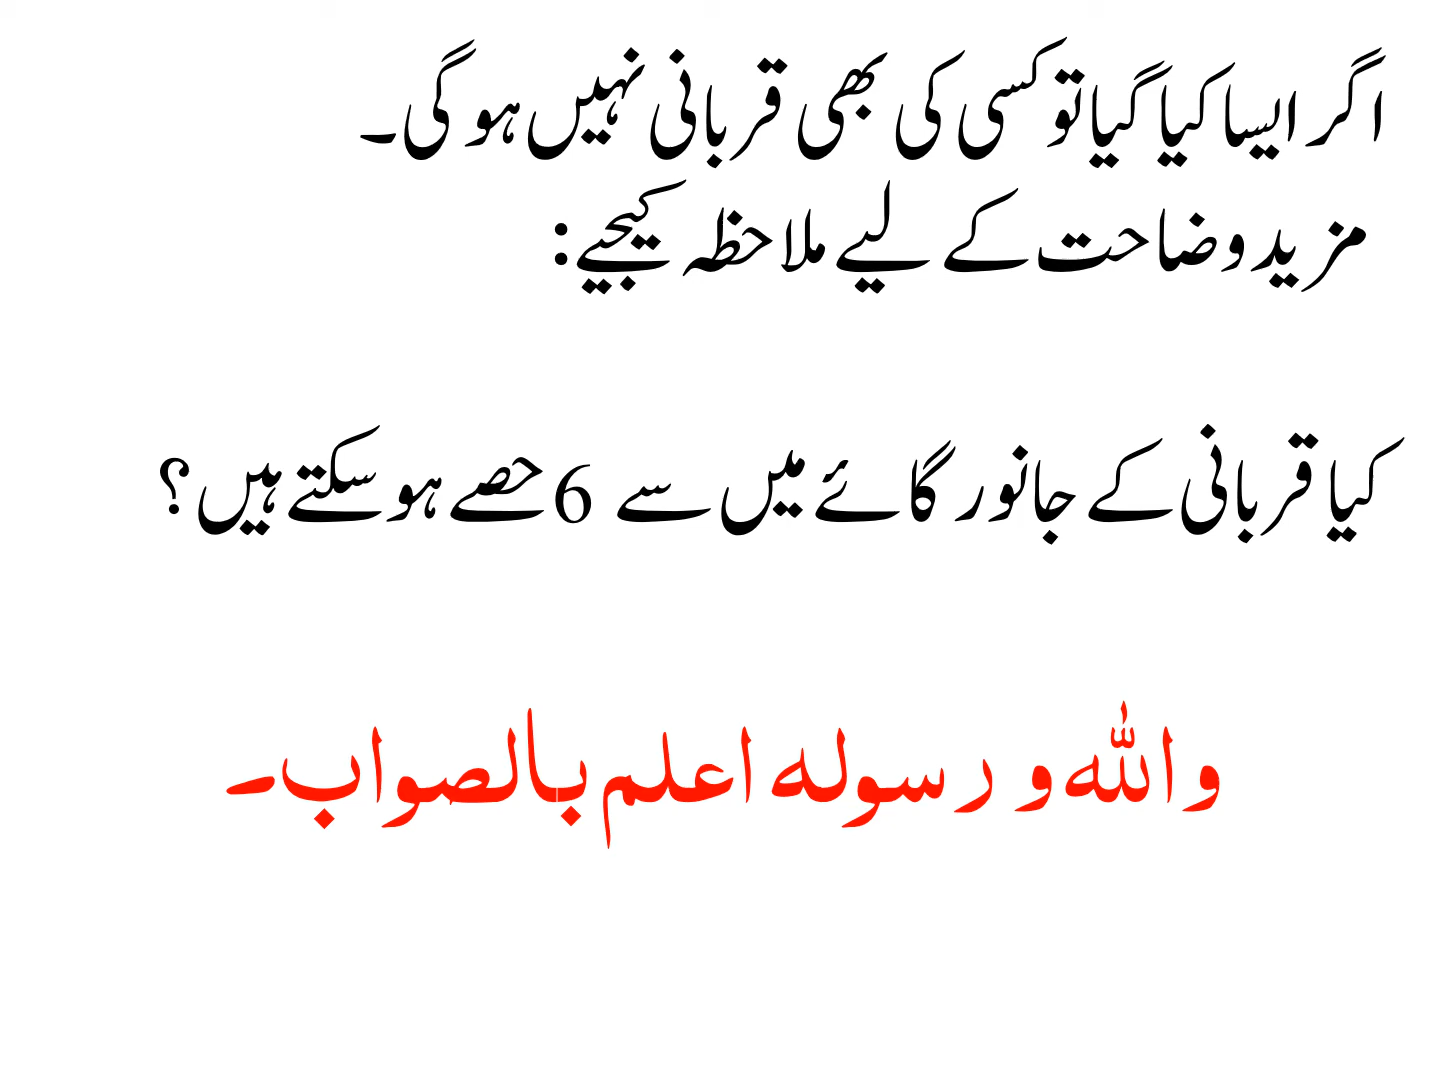 اگر ایسا کیا گیا تو کسی کی بھی قربانی نہیں ہو گی۔
مزید وضاحت کے لیے ملاحظہ کیجیے:
کیا قربانی کے جانور گائے میں سے 6 حصے ہو سکتے ہیں؟
واللہ و رسولہ اعلم بالصواب۔